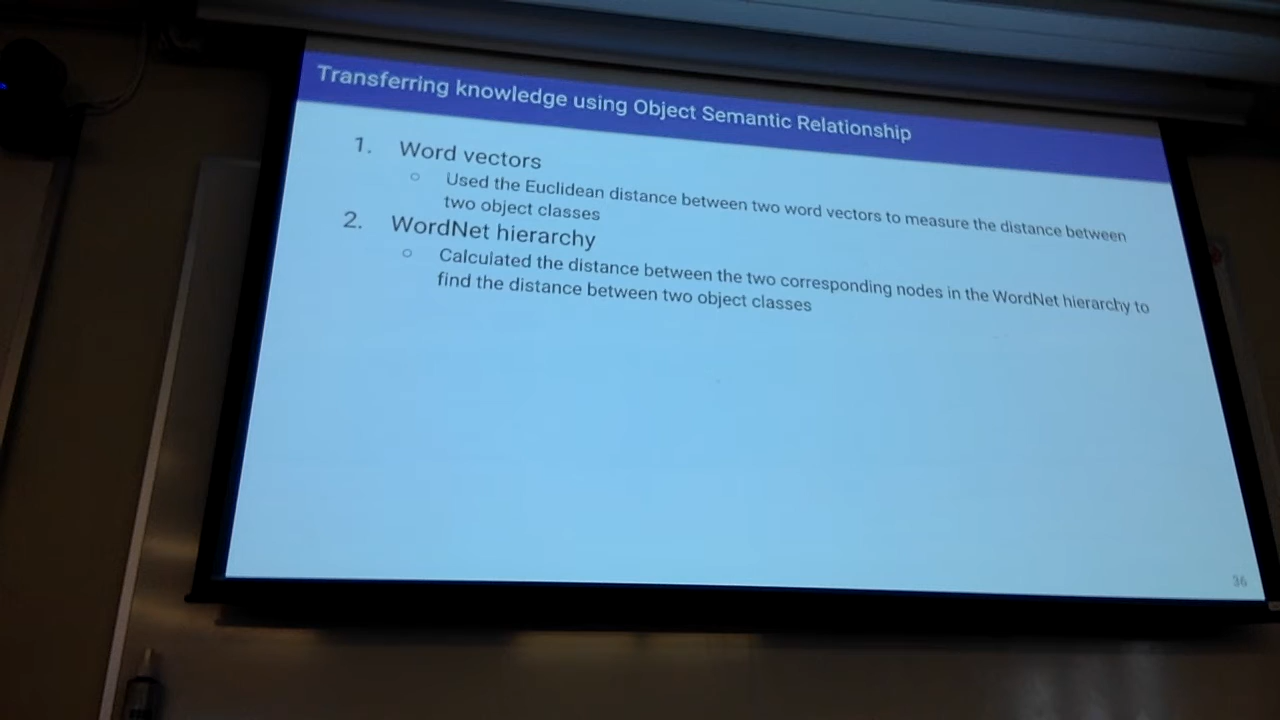 Transferring knowledge using Object Semantic Relationship
1. Word vectors
○ Used the Euclidean distance between two word vectors to measure the distance between
two object classes
2. WordNet hierarchy
○ Calculated the distance between the two corresponding nodes in the WordNet hierarchy to
find the distance between two object classes
36